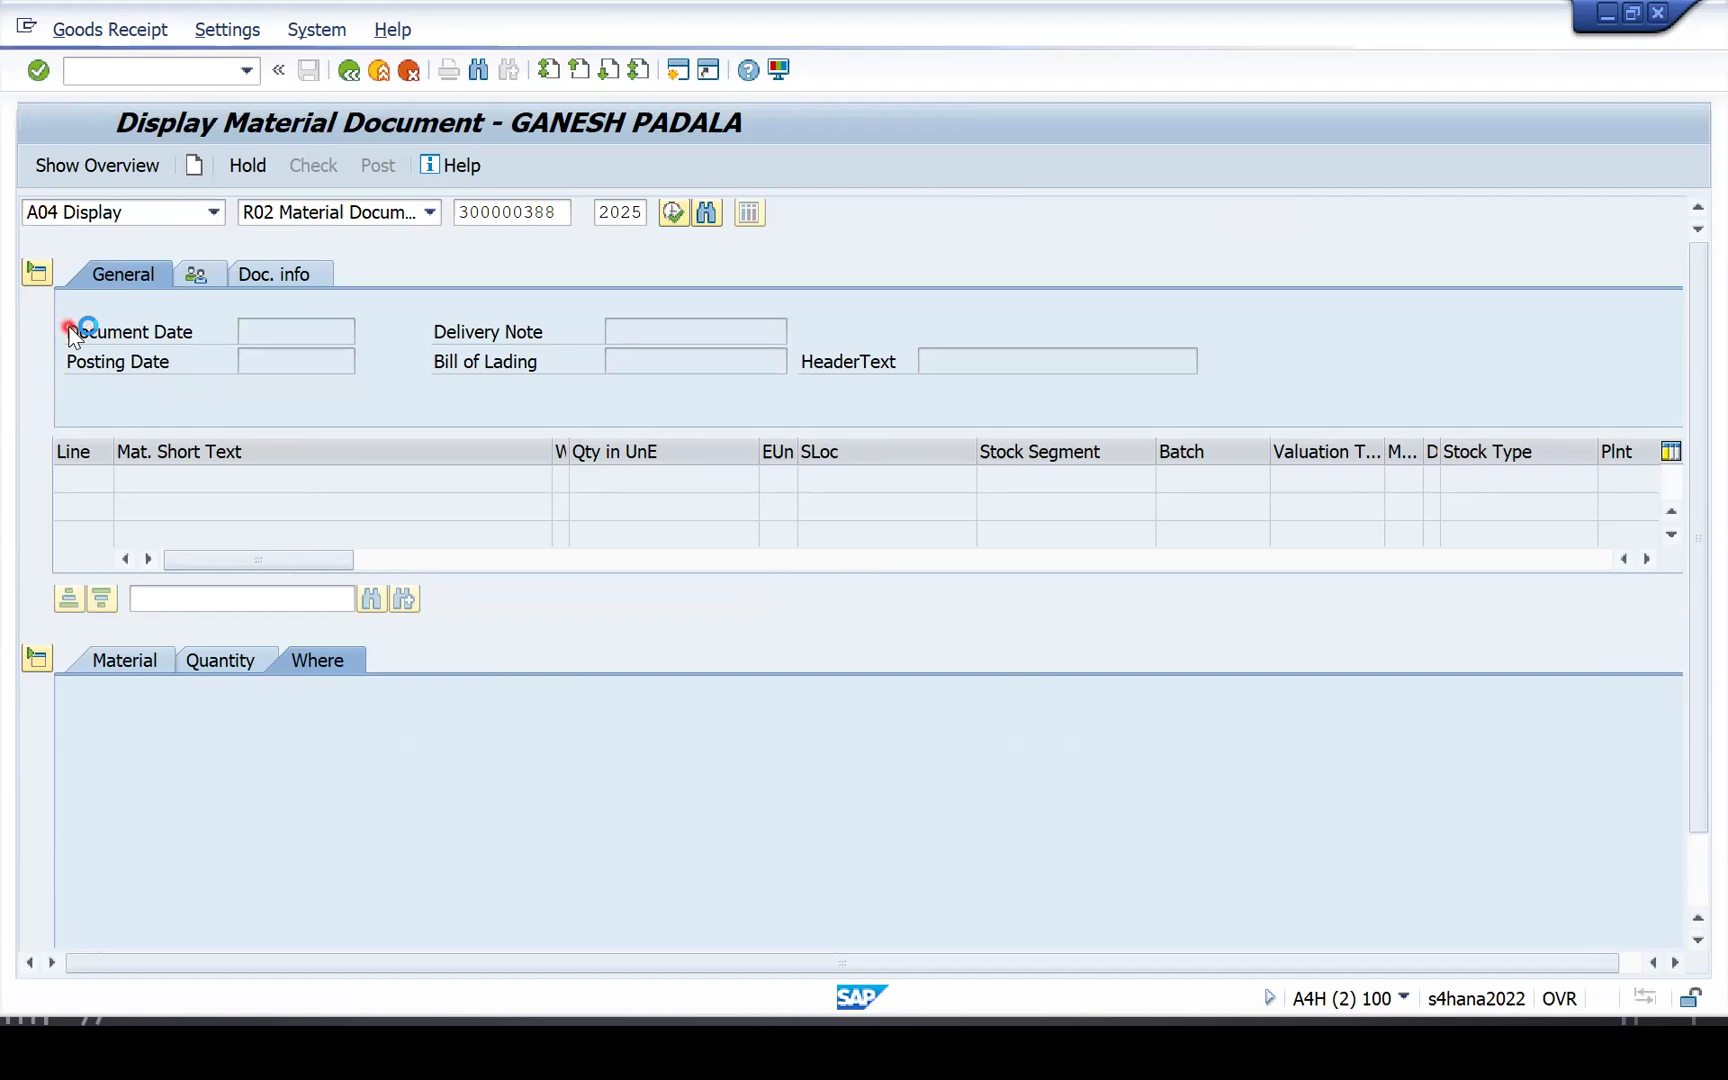 Goods Receipt Settings System Help
Display Material Document - GANESH PADALA
Show Overview Hold Check Post Help
A04 Display R02 Material Docum... 300000388 2025
General Doc. info
Document Date Delivery Note
Posting Date Bill of Lading HeaderText
Line Mat. Short Text W Qty in UnE EUn SLoc Stock Segment Batch Valuation T... M... D Stock Type Plnt
Material Quantity Where
SAP A4H (2) 100 s4hana2022 OVR